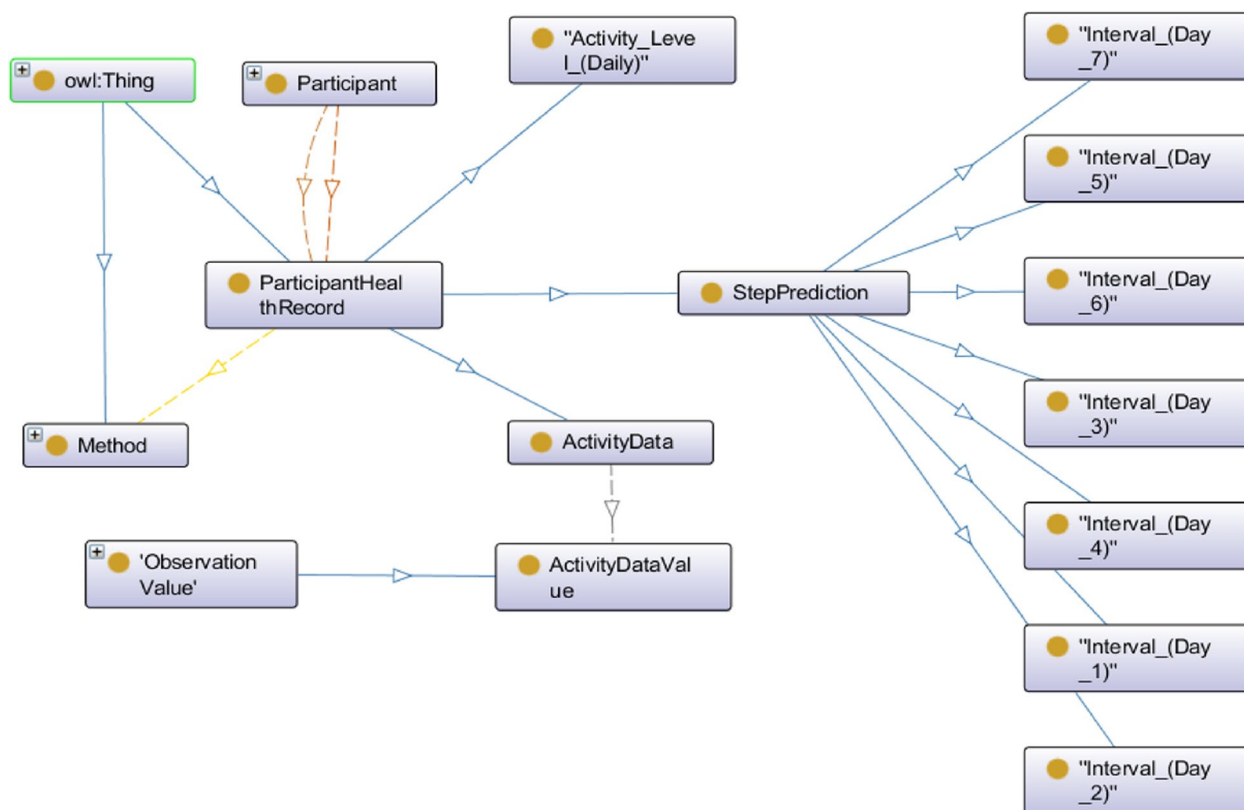 owl:Thing
Participant
"Activity_Leve
l_(Daily)"
"Interval_(Day
_7)"
"Interval_(Day
_5)"
ParticipantHeal
thRecord
StepPrediction
"Interval_(Day
_6)"
"Interval_(Day
_3)"
Method
ActivityData
"Interval_(Day
_4)"
'Observation
Value'
ActivityDataVal
ue
"Interval_(Day
_1)"
"Interval_(Day
_2)"